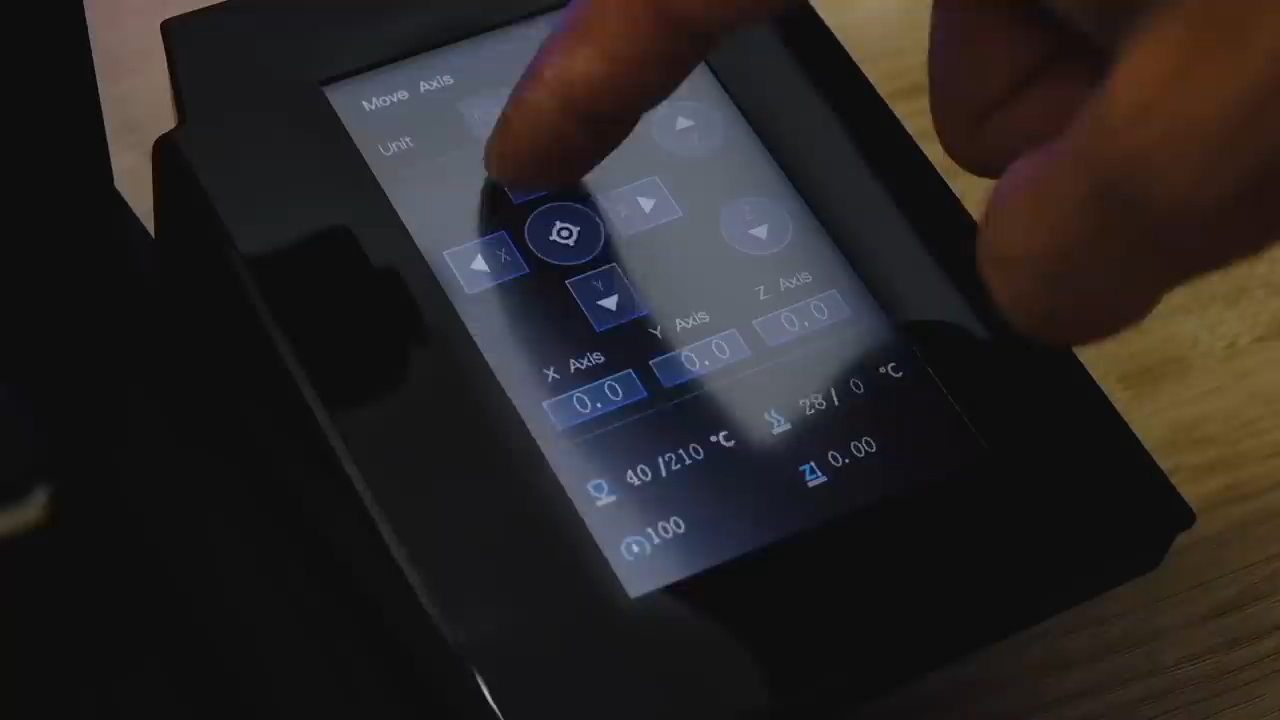 Move Axis
Unit
Z
X
X
Y
X Axis
Y Axis
Z Axis
0.0
0.0
0.0
40 /210 °C
28 / 0 °C
100
Z 0.00